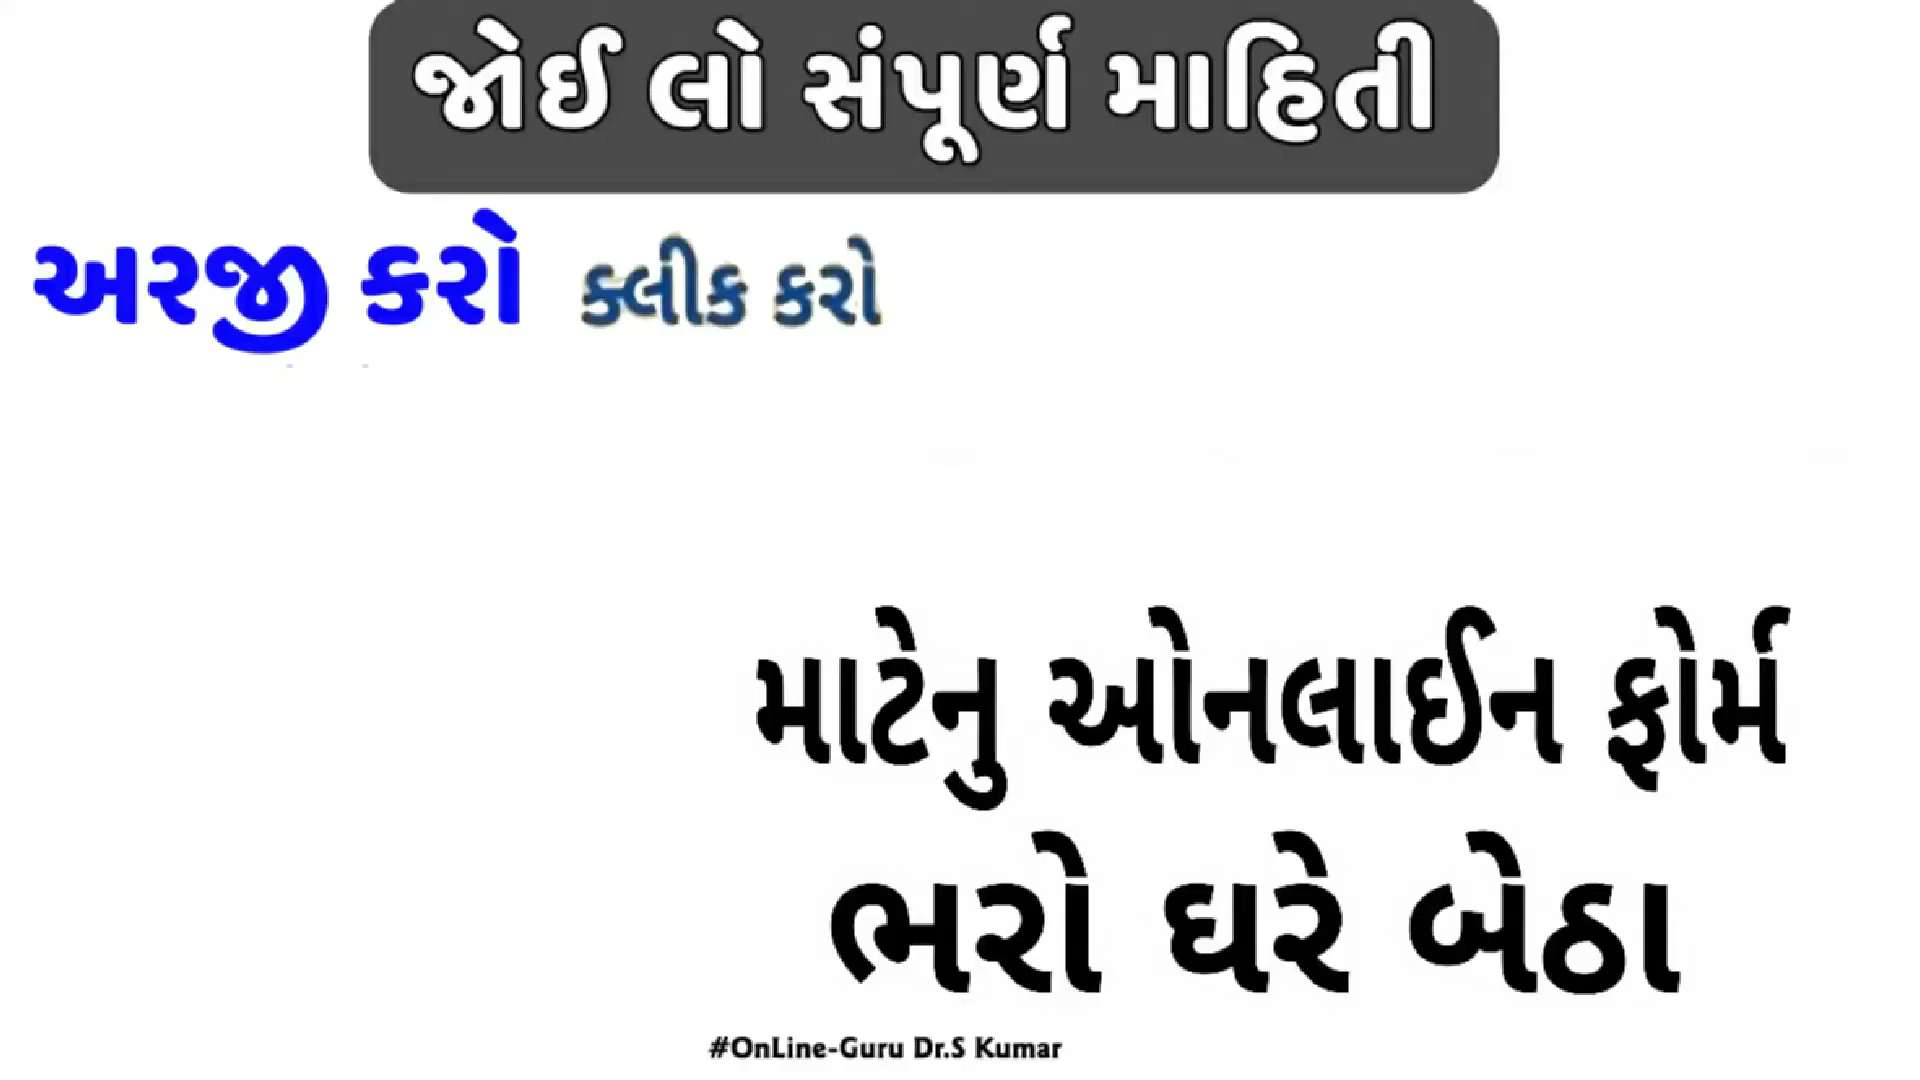 જોઈ લો સંપૂર્ણ માહિતી
અરજી કરો ક્લીક કરો
માટેનુ ઓનલાઈન ફોર્મ
ભરો ઘરે બેઠા
#OnLine-Guru Dr.S Kumar